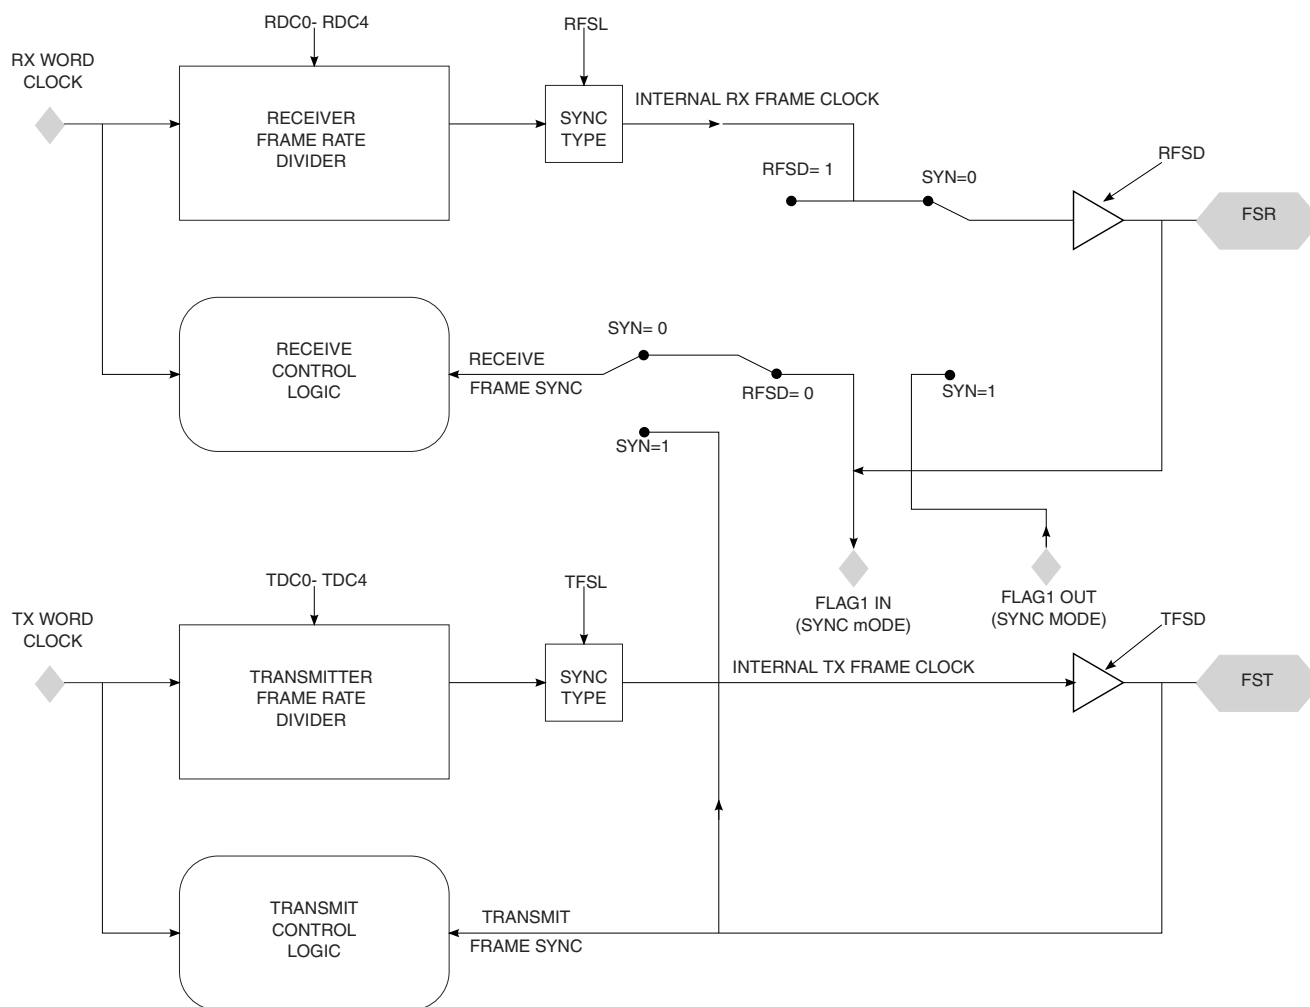 RDC0- RDC4
RFSL
RX WORD
CLOCK
RECEIVER
FRAME RATE
DIVIDER
SYNC
TYPE
INTERNAL RX FRAME CLOCK
RFSD= 1
SYN=0
RFSD
FSR
RECEIVE
CONTROL
LOGIC
RECEIVE
FRAME SYNC
SYN= 0
RFSD= 0
SYN=1
SYN=1
FLAG1 IN
(SYNC mODE)
FLAG1 OUT
(SYNC MODE)
TDC0- TDC4
TFSL
TX WORD
CLOCK
TRANSMITTER
FRAME RATE
DIVIDER
SYNC
TYPE
INTERNAL TX FRAME CLOCK
TFSD
FST
TRANSMIT
CONTROL
LOGIC
TRANSMIT
FRAME SYNC